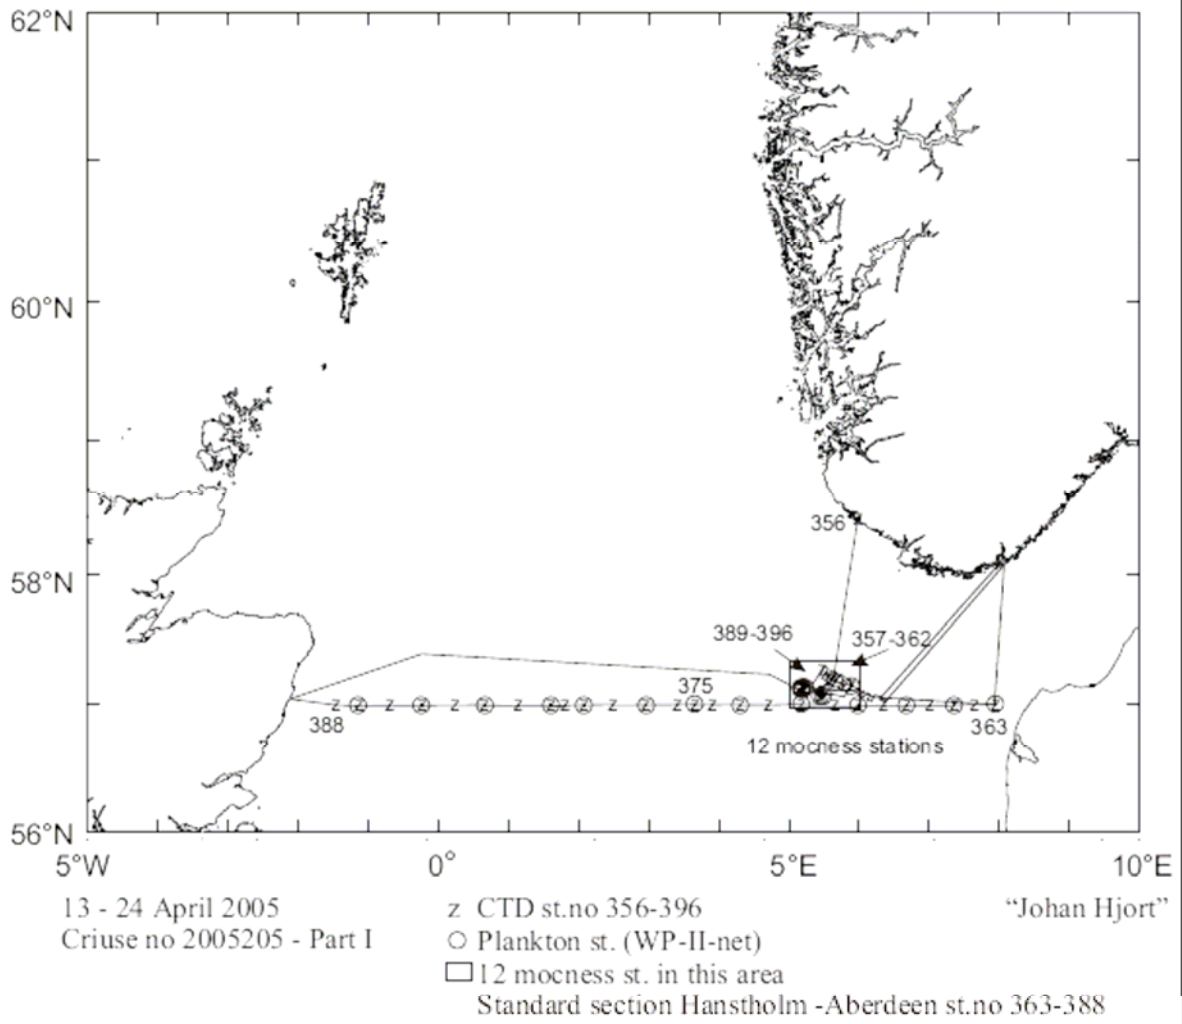 62°N
60°N
58°N
56°N
356
389-396
357-362
375
388
363
12 mocness stations
5°W
0°
5°E
10°E
13 - 24 April 2005
Criuse no 2005205 - Part I
z CTD st.no 356-396
Plankton st. (WP-II-net)
12 mocness st. in this area
Standard section Hanstholm -Aberdeen st.no 363-388
“Johan Hjort”